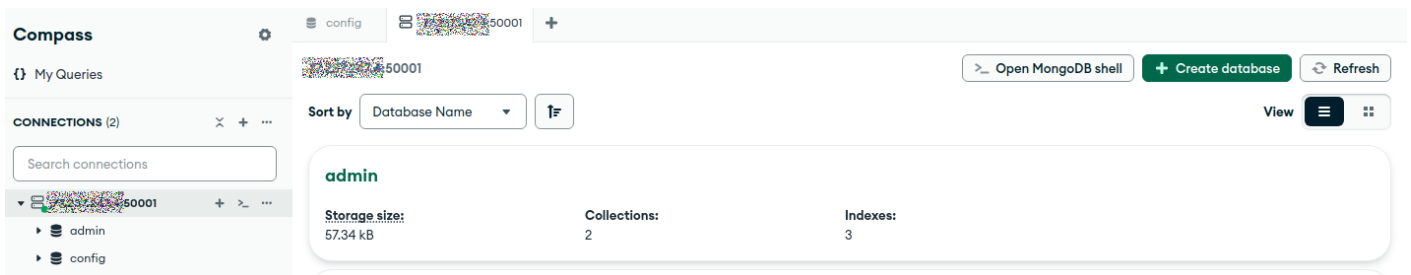 Compass
{} My Queries
CONNECTIONS (2)
Search connections
50001
admin
config
config
50001
:50001
>_ Open MongoDB shell
+ Create database
Refresh
Sort by
Database Name
View
admin
Storage size:
57.34 kB
Collections:
2
Indexes:
3